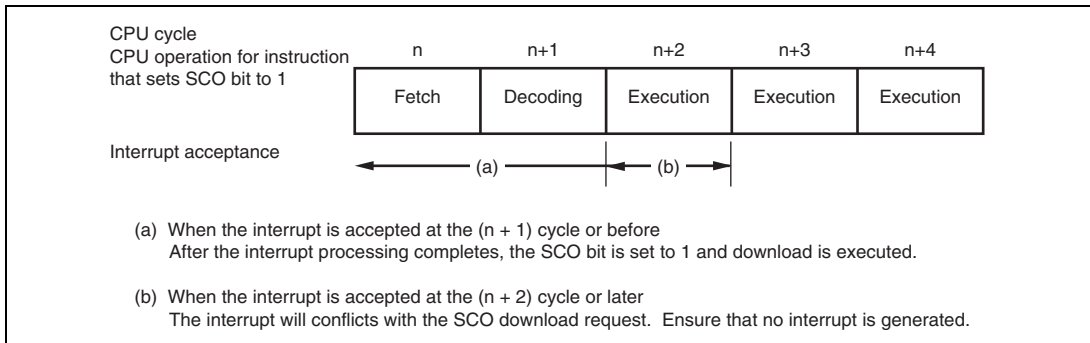 CPU cycle
CPU operation for instruction
that sets SCO bit to 1
n n+1 n+2 n+3 n+4
Fetch Decoding Execution Execution Execution
Interrupt acceptance
(a) (b)
(a) When the interrupt is accepted at the (n + 1) cycle or before
After the interrupt processing completes, the SCO bit is set to 1 and download is executed.
(b) When the interrupt is accepted at the (n + 2) cycle or later
The interrupt will conflicts with the SCO download request. Ensure that no interrupt is generated.